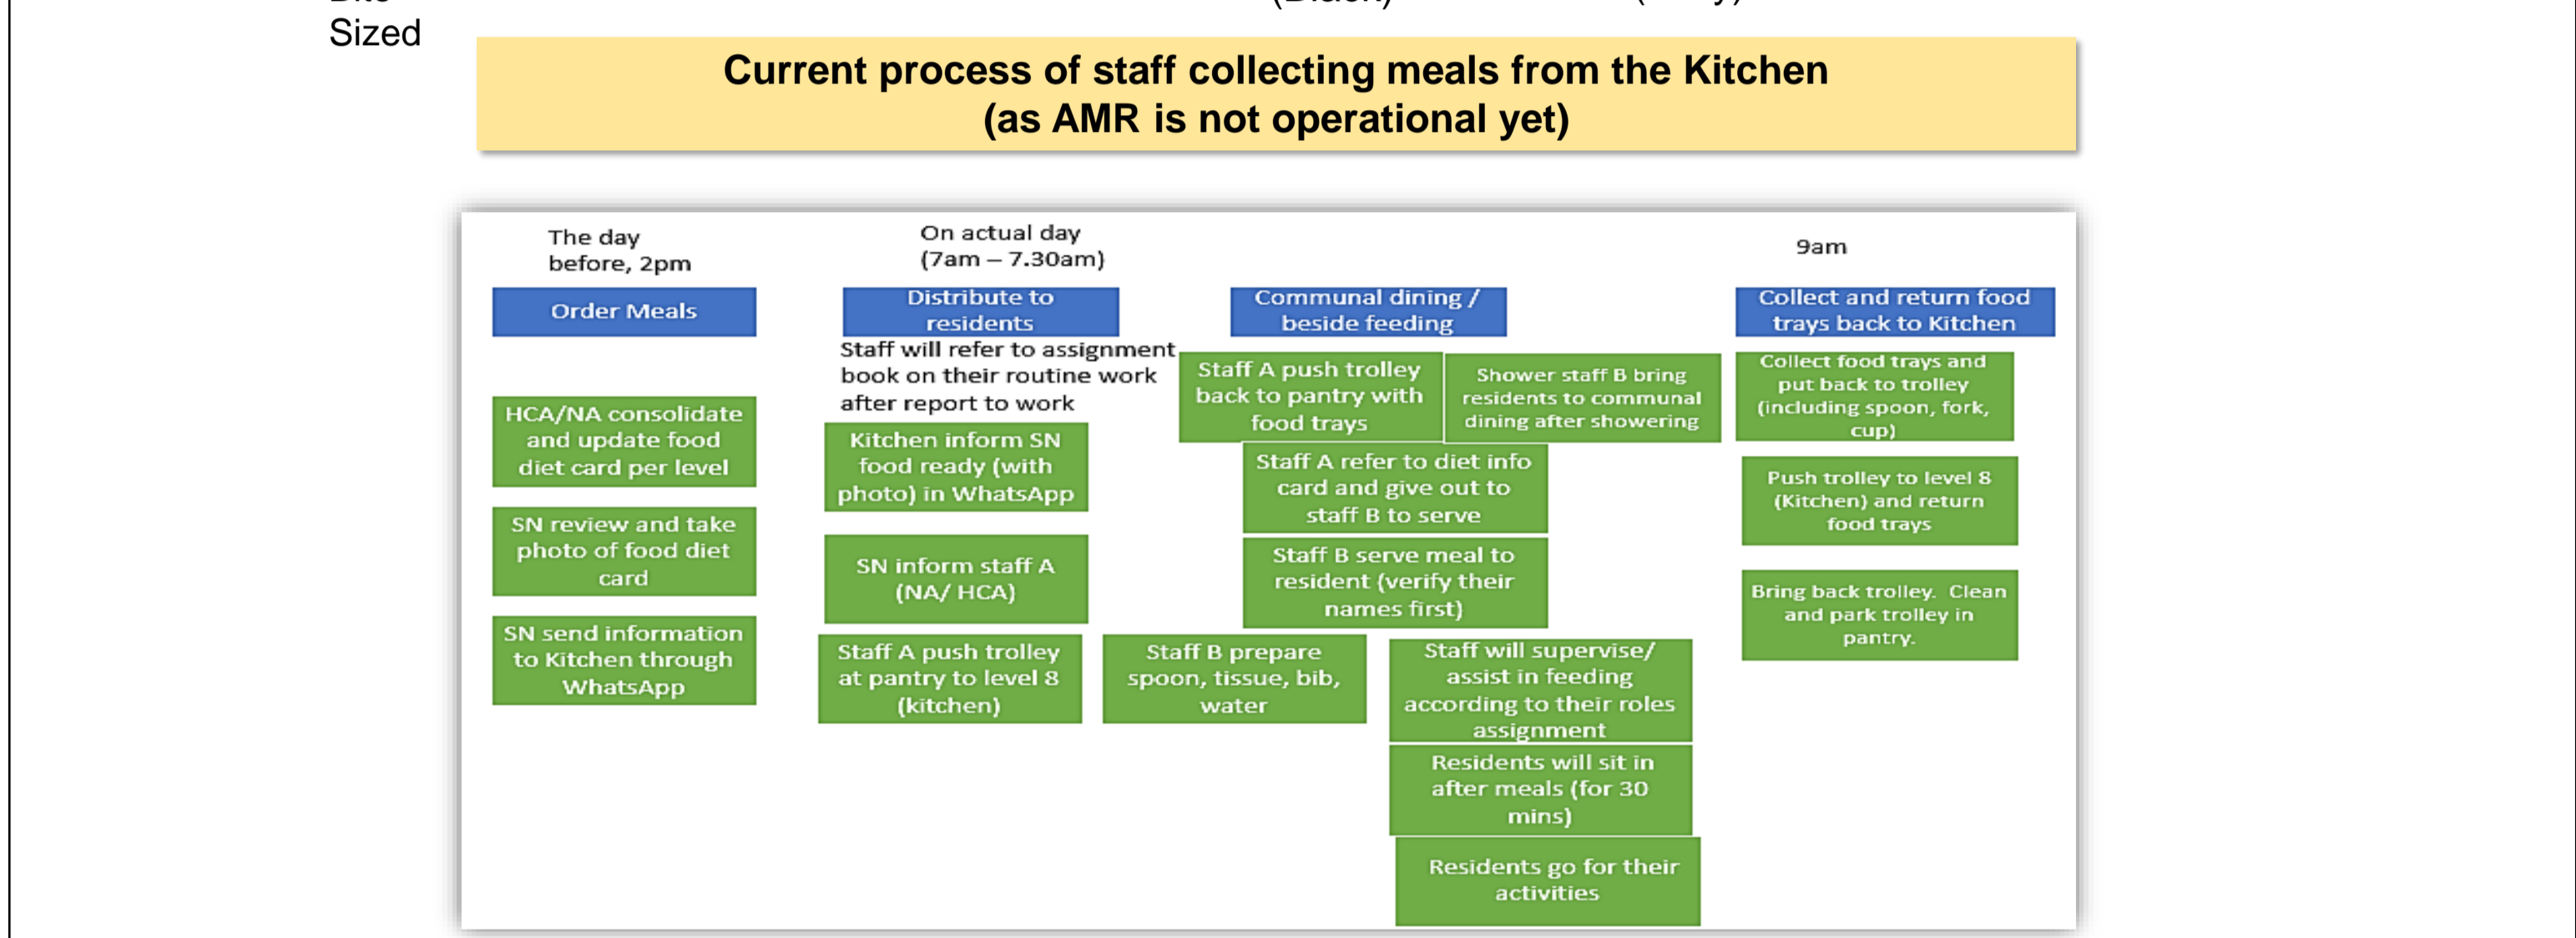 Sized
Current process of staff collecting meals from the Kitchen
(as AMR is not operational yet)
The day
before, 2pm
On actual day
(7am – 7.30am)
9am
Order Meals
Distribute to
residents
Communal dining /
beside feeding
Collect and return food
trays back to Kitchen
HCA/NA consolidate
and update food
diet card per level
SN review and take
photo of food diet
card
SN send information
to Kitchen through
WhatsApp
Staff will refer to assignment
book on their routine work
after report to work
Kitchen inform SN
food ready (with
photo) in WhatsApp
SN inform staff A
(NA/ HCA)
Staff A push trolley
at pantry to level 8
(kitchen)
Staff B prepare
spoon, tissue, bib,
water
Staff A push trolley
back to pantry with
food trays
Shower staff B bring
residents to communal
dining after showering
Staff A refer to diet info
card and give out to
staff B to serve
Staff B serve meal to
resident (verify their
names first)
Staff will supervise/
assist in feeding
according to their roles
assignment
Residents will sit in
after meals (for 30
mins)
Residents go for their
activities
Collect food trays and
put back to trolley
(including spoon, fork,
cup)
Push trolley to level 8
(Kitchen) and return
food trays
Bring back trolley. Clean
and park trolley in
pantry.